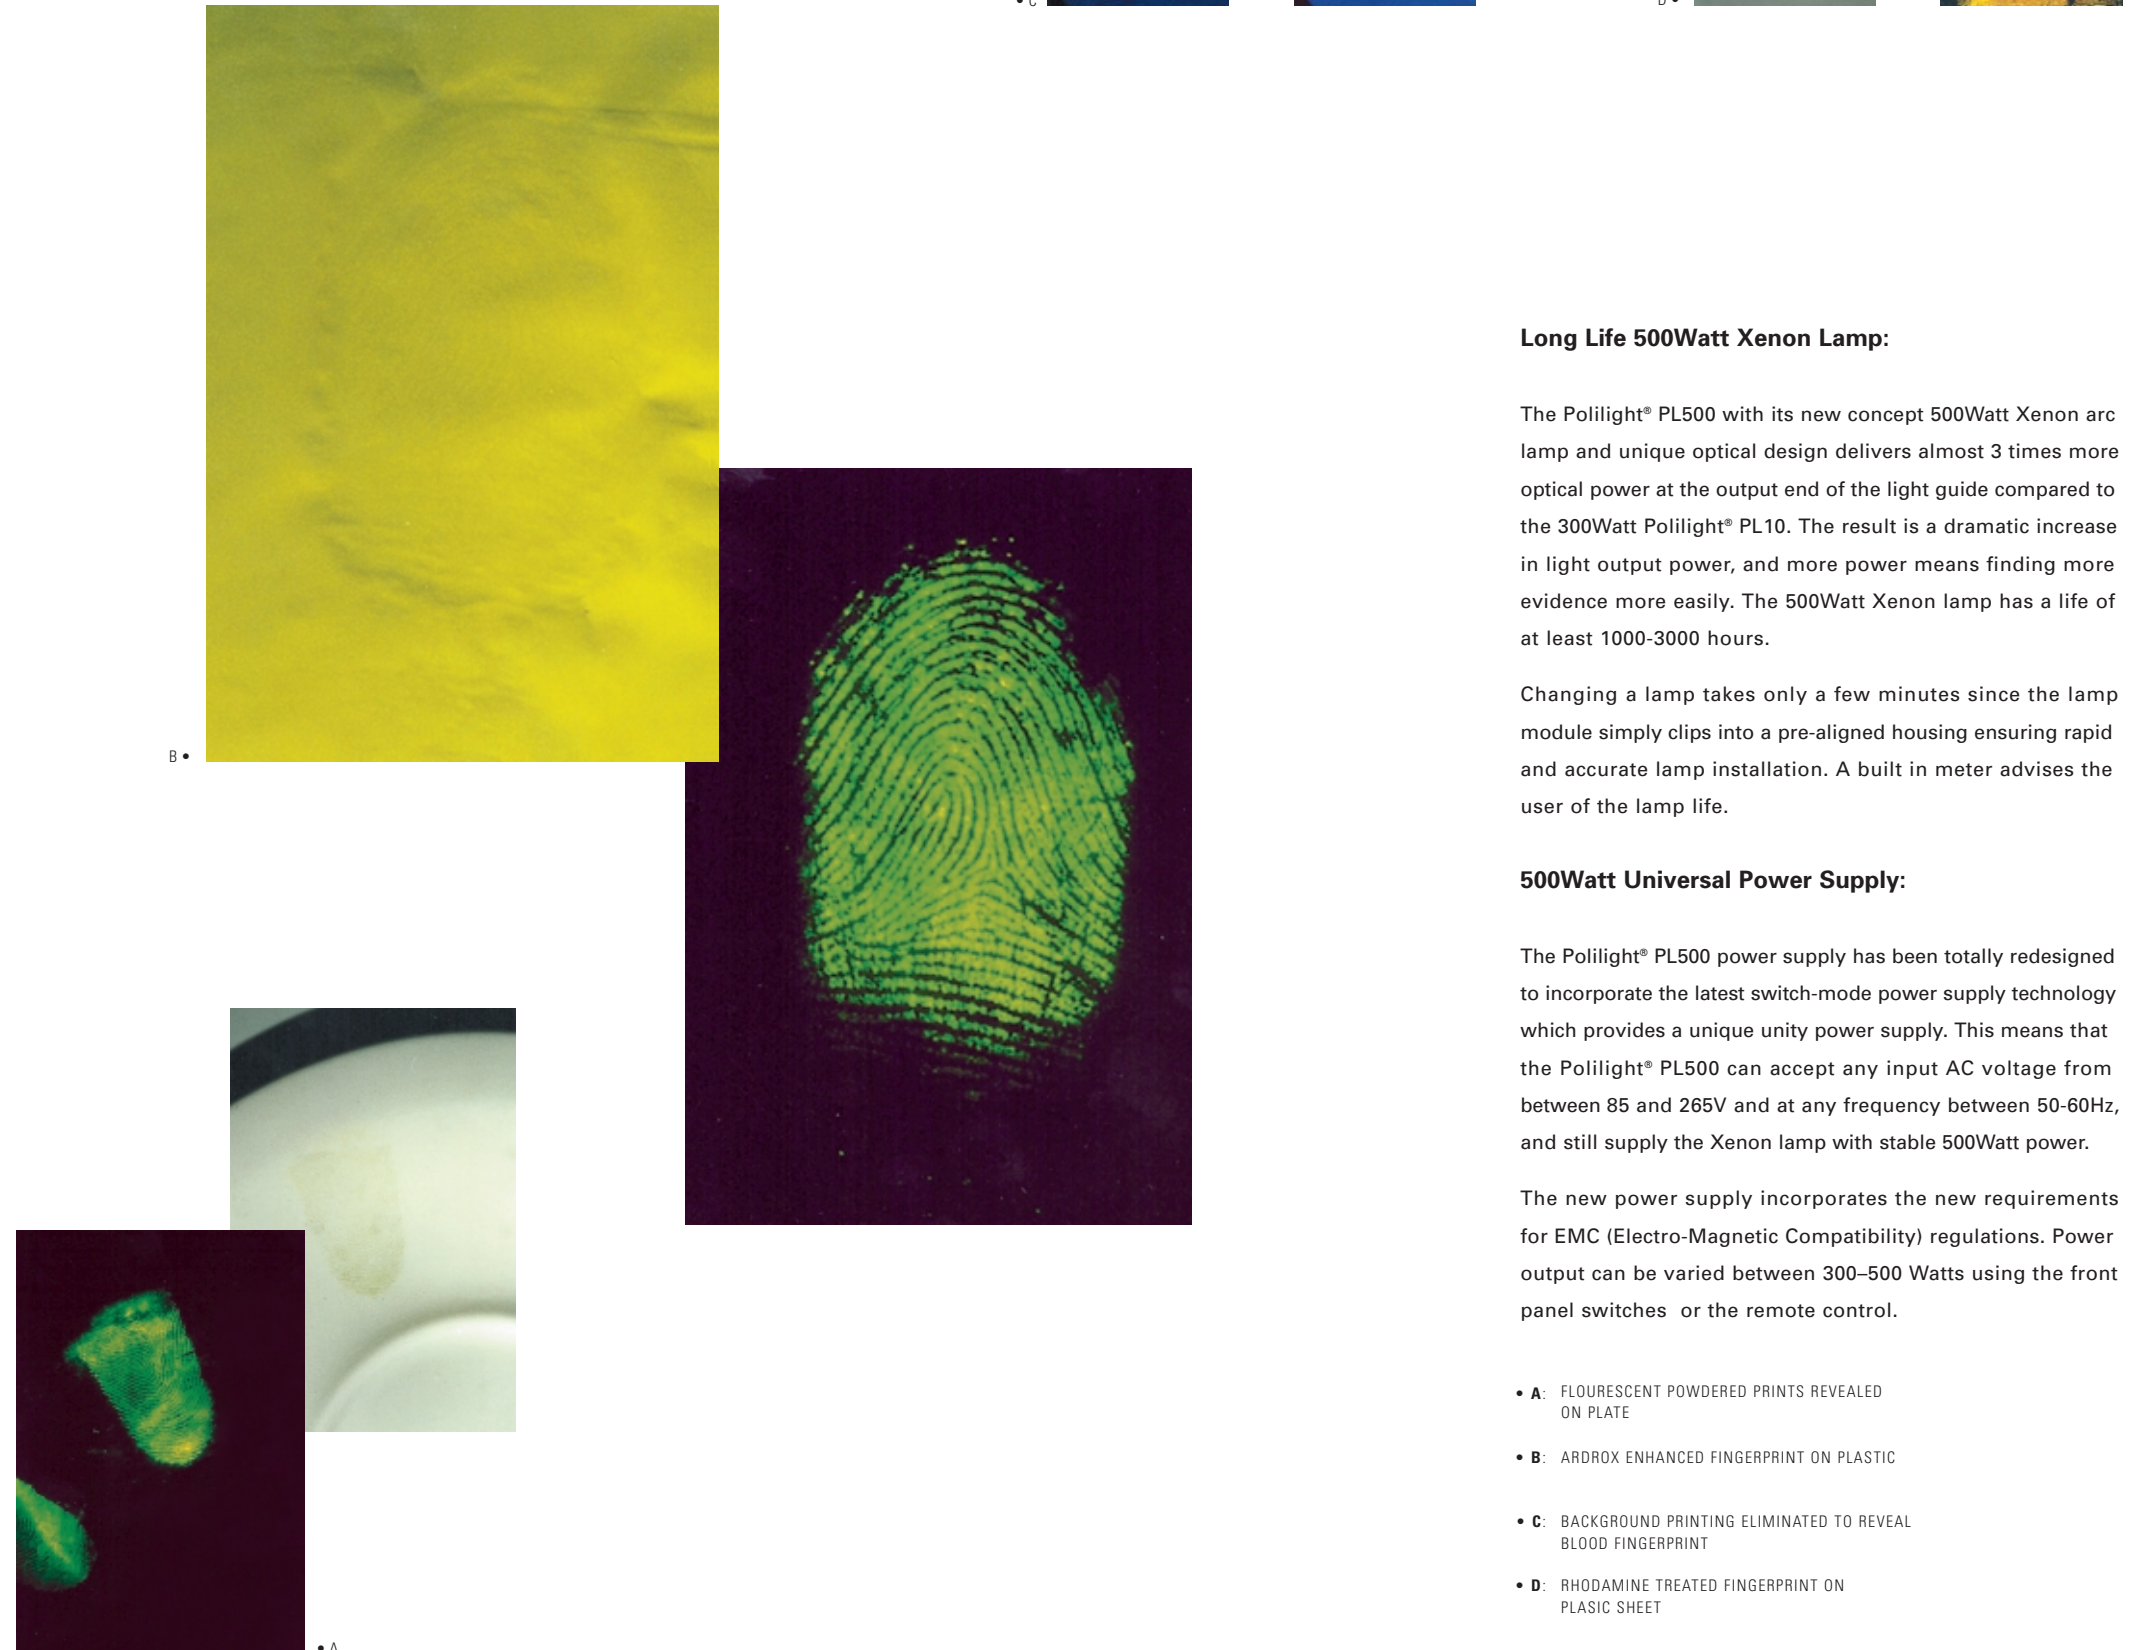 • C
D •
B •
Long Life 500Watt Xenon Lamp:
The Polilight® PL500 with its new concept 500Watt Xenon arc
lamp and unique optical design delivers almost 3 times more
optical power at the output end of the light guide compared to
the 300Watt Polilight® PL10. The result is a dramatic increase
in light output power, and more power means finding more
evidence more easily. The 500Watt Xenon lamp has a life of
at least 1000-3000 hours.
Changing a lamp takes only a few minutes since the lamp
module simply clips into a pre-aligned housing ensuring rapid
and accurate lamp installation. A built in meter advises the
user of the lamp life.
500Watt Universal Power Supply:
The Polilight® PL500 power supply has been totally redesigned
to incorporate the latest switch-mode power supply technology
which provides a unique unity power supply. This means that
the Polilight® PL500 can accept any input AC voltage from
between 85 and 265V and at any frequency between 50-60Hz,
and still supply the Xenon lamp with stable 500Watt power.
The new power supply incorporates the new requirements
for EMC (Electro-Magnetic Compatibility) regulations. Power
output can be varied between 300–500 Watts using the front
panel switches or the remote control.
• A: FLOURESCENT POWDERED PRINTS REVEALED
ON PLATE
• B: ARDROX ENHANCED FINGERPRINT ON PLASTIC
• C: BACKGROUND PRINTING ELIMINATED TO REVEAL
BLOOD FINGERPRINT
• D: RHODAMINE TREATED FINGERPRINT ON
PLASIC SHEET
• A